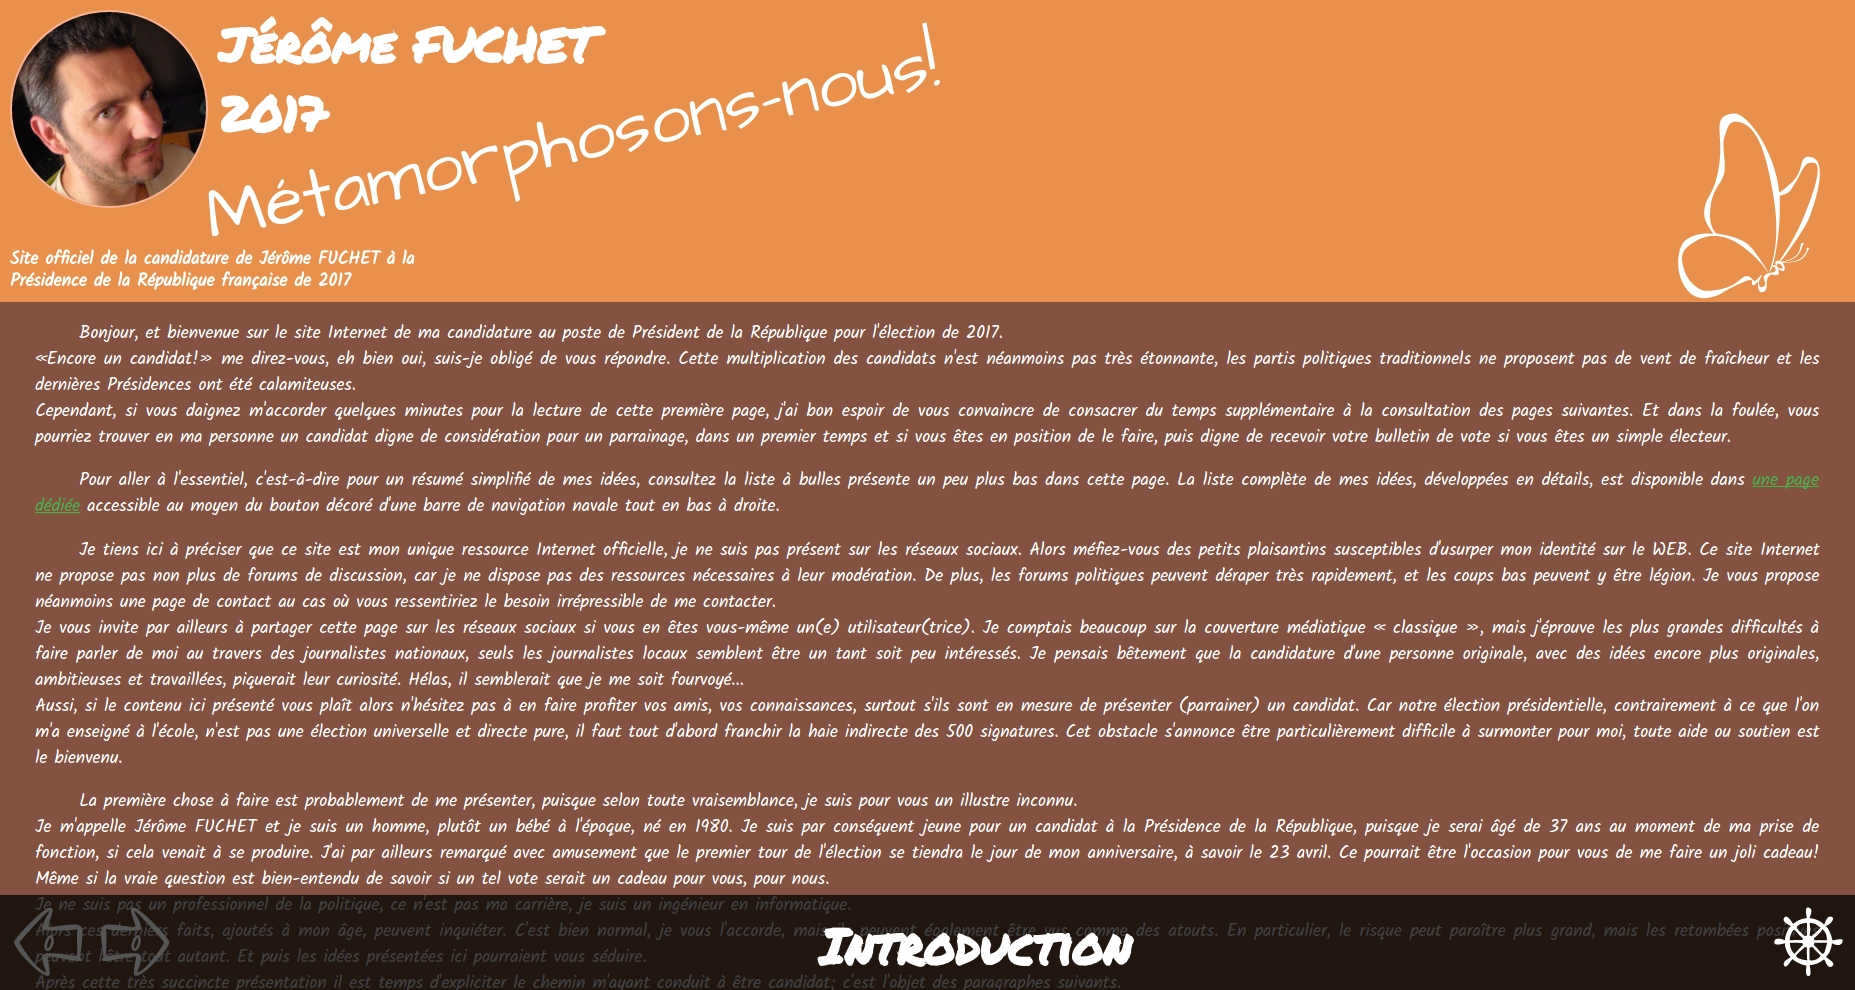 JÉRÔME FUCHET
2017
Métamorphosons-nous!
Site officiel de la candidature de Jérôme FUCHET à la
Présidence de la République française de 2017
Bonjour, et bienvenue sur le site Internet de ma candidature au poste de Président de la République pour l'élection de 2017.
«Encore un candidat!» me direz-vous, eh bien oui, suis-je obligé de vous répondre. Cette multiplication des candidats n'est néanmoins pas très étonnante, les partis politiques traditionnels ne proposent pas de vent de fraîcheur et les
dernières Présidences ont été calamiteuses.
Cependant, si vous daignez m'accorder quelques minutes pour la lecture de cette première page, j'ai bon espoir de vous convaincre de consacrer du temps supplémentaire à la consultation des pages suivantes. Et dans la foulée, vous
pourriez trouver en ma personne un candidat digne de considération pour un parrainage, dans un premier temps et si vous êtes en position de le faire, puis digne de recevoir votre bulletin de vote si vous êtes un simple électeur.
Pour aller à l'essentiel, c'est-à-dire pour un résumé simplifié de mes idées, consultez la liste à bulles présente un peu plus bas dans cette page. La liste complète de mes idées, développées en détails, est disponible dans une page
dédiée accessible au moyen du bouton décoré d'une barre de navigation navale tout en bas à droite.
Je tiens ici à préciser que ce site est mon unique ressource Internet officielle, je ne suis pas présent sur les réseaux sociaux. Alors méfiez-vous des petits plaisantins susceptibles d'usurper mon identité sur le WEB. Ce site Internet
ne propose pas non plus de forums de discussion, car je ne dispose pas des ressources nécessaires à leur modération. De plus, les forums politiques peuvent déraper très rapidement, et les coups bas peuvent y être légion. Je vous propose
néanmoins une page de contact au cas où vous ressentiriez le besoin irrépressible de me contacter.
Je vous invite par ailleurs à partager cette page sur les réseaux sociaux si vous en êtes vous-même un(e) utilisateur(trice). Je comptais beaucoup sur la couverture médiatique « classique », mais j'éprouve les plus grandes difficultés à
faire parler de moi au travers des journalistes nationaux, seuls les journalistes locaux semblent être un tant soit peu intéressés. Je pensais bêtement que la candidature d'une personne originale, avec des idées encore plus originales,
ambitieuses et travaillées, piquerait leur curiosité. Hélas, il semblerait que je me soit fourvoyé...
Aussi, si le contenu ici présenté vous plaît alors n'hésitez pas à en faire profiter vos amis, vos connaissances, surtout s'ils sont en mesure de présenter (parrainer) un candidat. Car notre élection présidentielle, contrairement à ce que l'on
m'a enseigné à l'école, n'est pas une élection universelle et directe pure, il faut tout d'abord franchir la haie indirecte des 500 signatures. Cet obstacle s'annonce être particulièrement difficile à surmonter pour moi, toute aide ou soutien est
le bienvenu.
La première chose à faire est probablement de me présenter, puisque selon toute vraisemblance, je suis pour vous un illustre inconnu.
Je m'appelle Jérôme FUCHET et je suis un homme, plutôt un bébé à l'époque, né en 1980. Je suis par conséquent jeune pour un candidat à la Présidence de la République, puisque je serai âgé de 37 ans au moment de ma prise de
fonction, si cela venait à se produire. J'ai par ailleurs remarqué avec amusement que le premier tour de l'élection se tiendra le jour de mon anniversaire, à savoir le 23 avril. Ce pourrait être l'occasion pour vous de me faire un joli cadeau!
Même si la vraie question est bien-entendu de savoir si un tel vote serait un cadeau pour vous, pour nous.
Je ne suis pas un professionnel de la politique, ce n'est pas ma carrière, je suis un ingénieur en informatique.
Alors ces derniers faits, ajoutés à mon âge, peuvent inquiéter. C'est bien normal, je vous l'accorde, mais peuvent également être vus comme des atouts. En particulier, le risque peut paraître plus grand, mais les retombées
peuvent l'être tout autant. Et puis les idées présentées ici pourraient vous séduire.
Après cette très succincte présentation il est temps d'expliciter le chemin m'ayant conduit à être candidat; c'est l'objet des paragraphes suivants.
0
0
INTRODUCTION